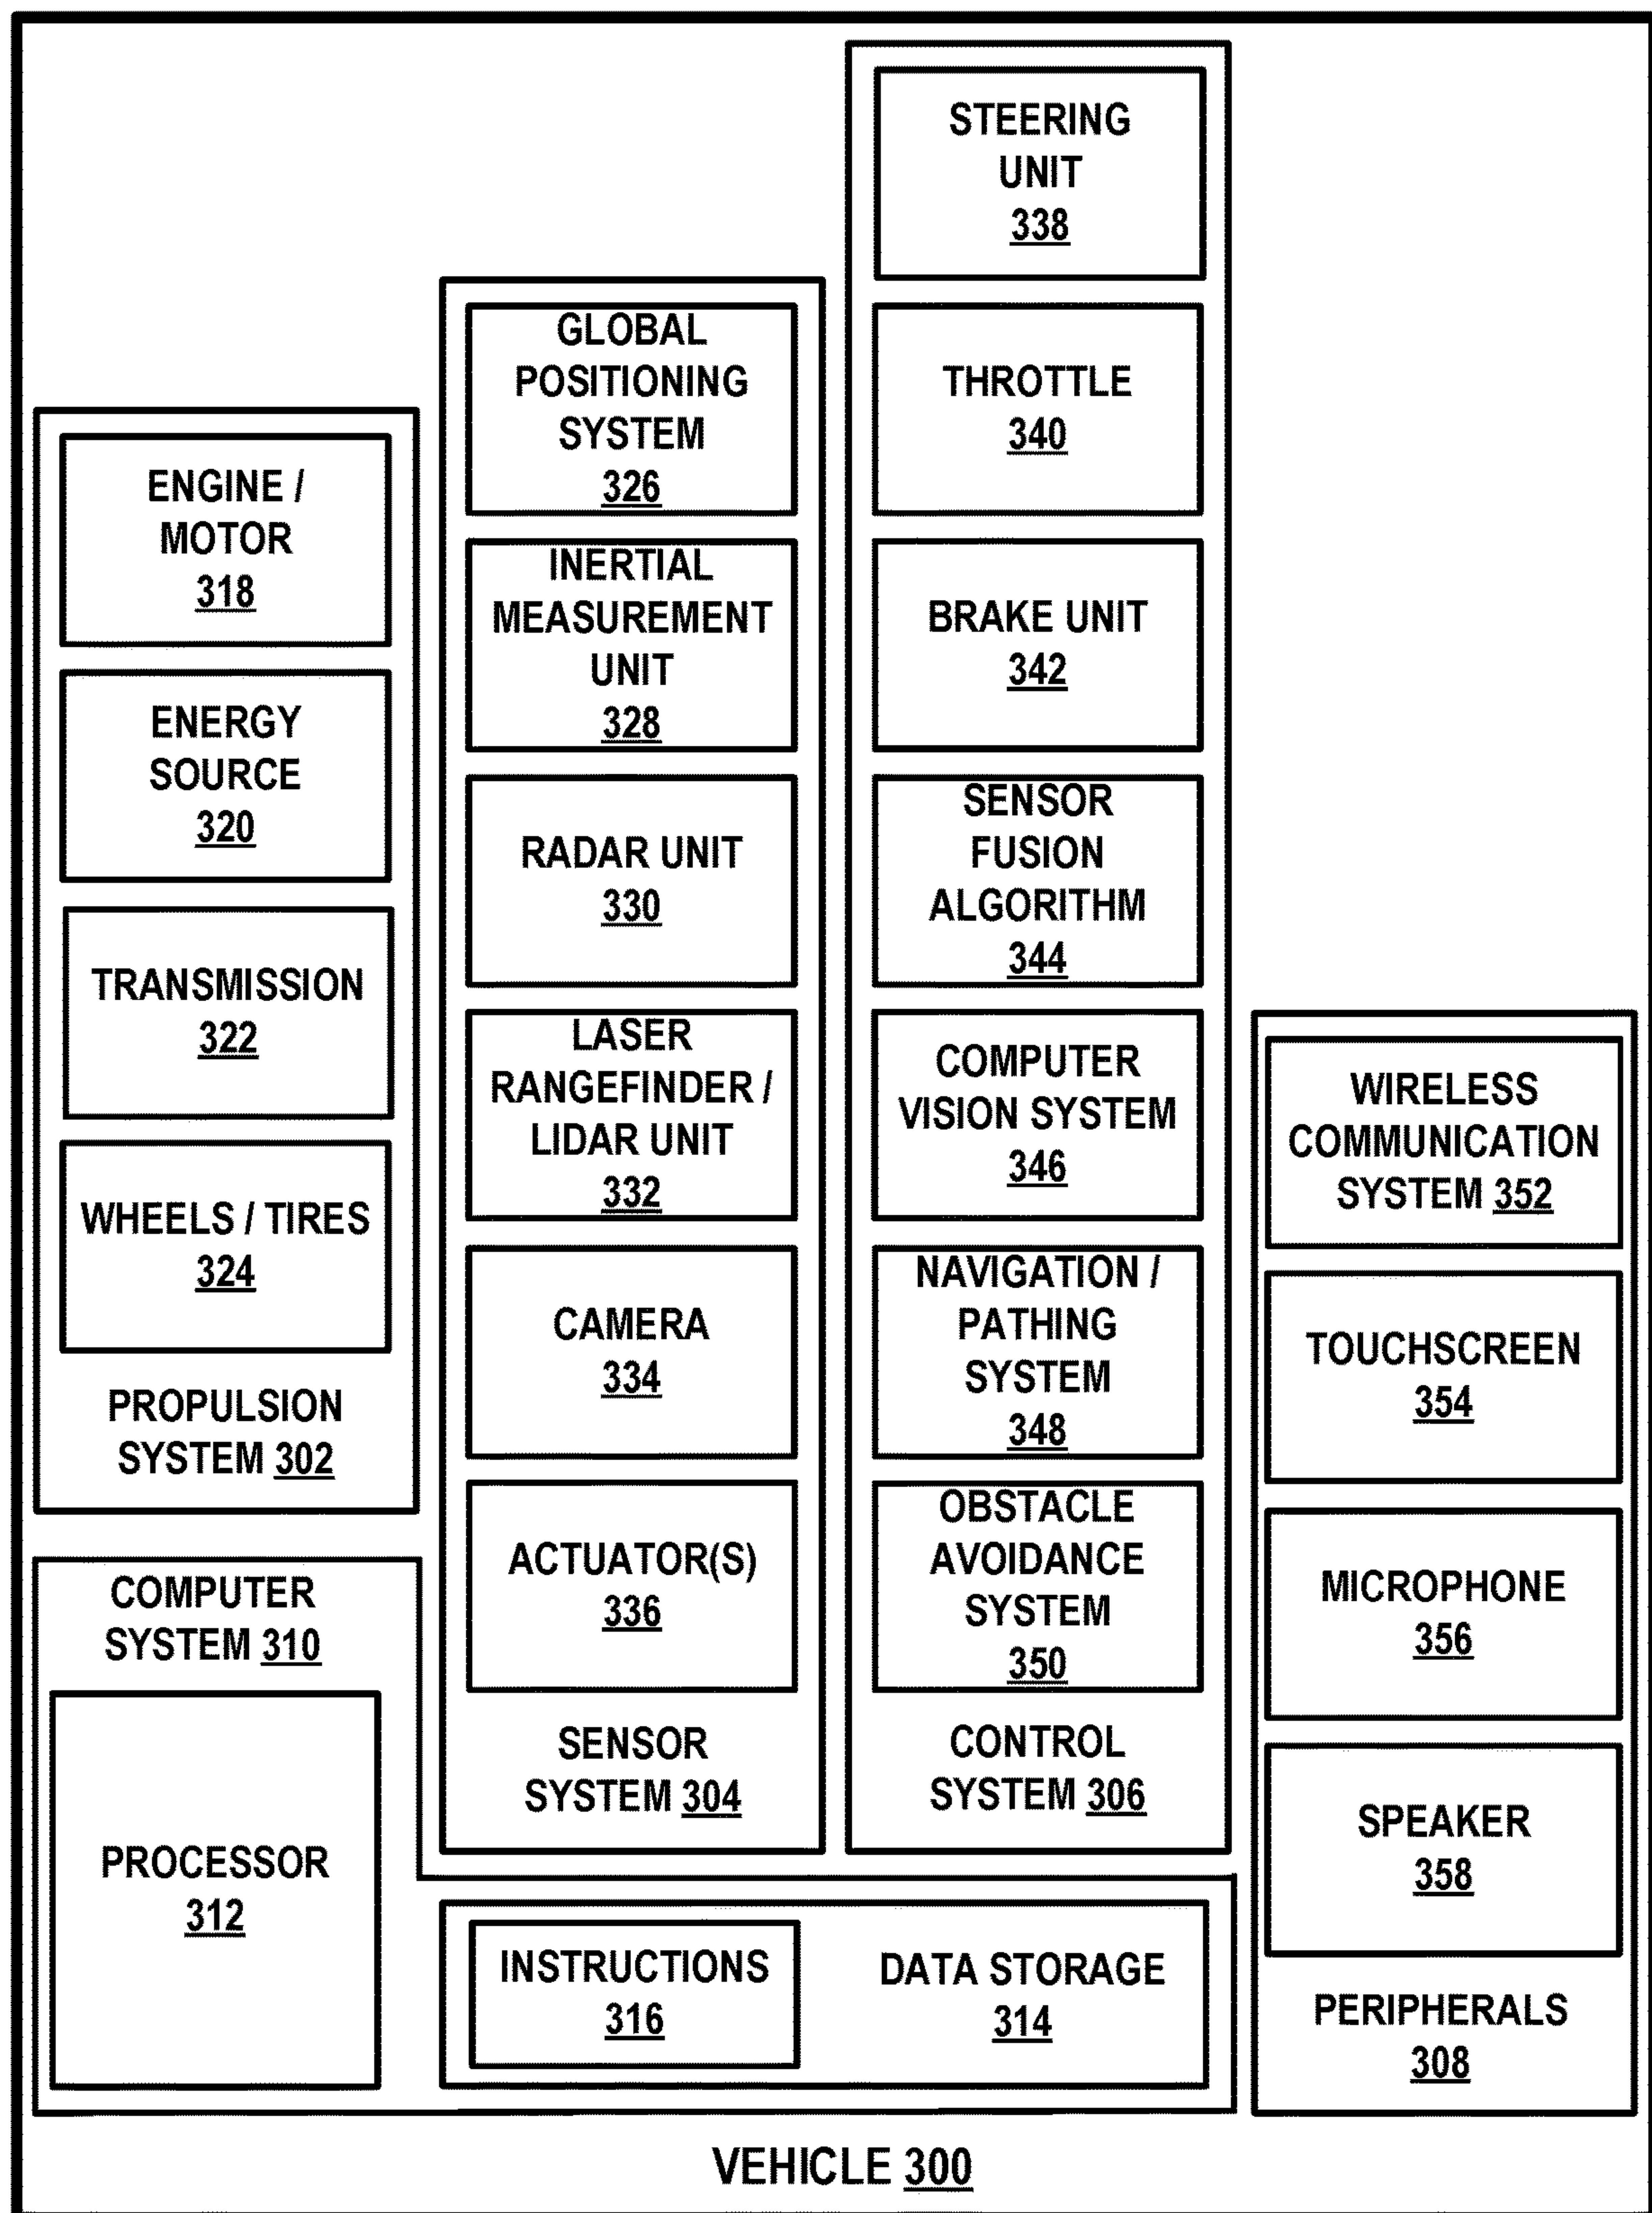 ENGINE /
MOTOR
318
ENERGY
SOURCE
320
TRANSMISSION
322
WHEELS / TIRES
324
PROPULSION
SYSTEM 302
COMPUTER
SYSTEM 310
PROCESSOR
312
GLOBAL
POSITIONING
SYSTEM
326
INERTIAL
MEASUREMENT
UNIT
328
RADAR UNIT
330
LASER
RANGEFINDER /
LIDAR UNIT
332
CAMERA
334
ACTUATOR(S)
336
SENSOR
SYSTEM 304
STEERING
UNIT
338
THROTTLE
340
BRAKE UNIT
342
SENSOR
FUSION
ALGORITHM
344
COMPUTER
VISION SYSTEM
346
NAVIGATION /
PATHING
SYSTEM
348
OBSTACLE
AVOIDANCE
SYSTEM
350
CONTROL
SYSTEM 306
INSTRUCTIONS
316
DATA STORAGE
314
WIRELESS
COMMUNICATION
SYSTEM 352
TOUCHSCREEN
354
MICROPHONE
356
SPEAKER
358
PERIPHERALS
308
VEHICLE 300